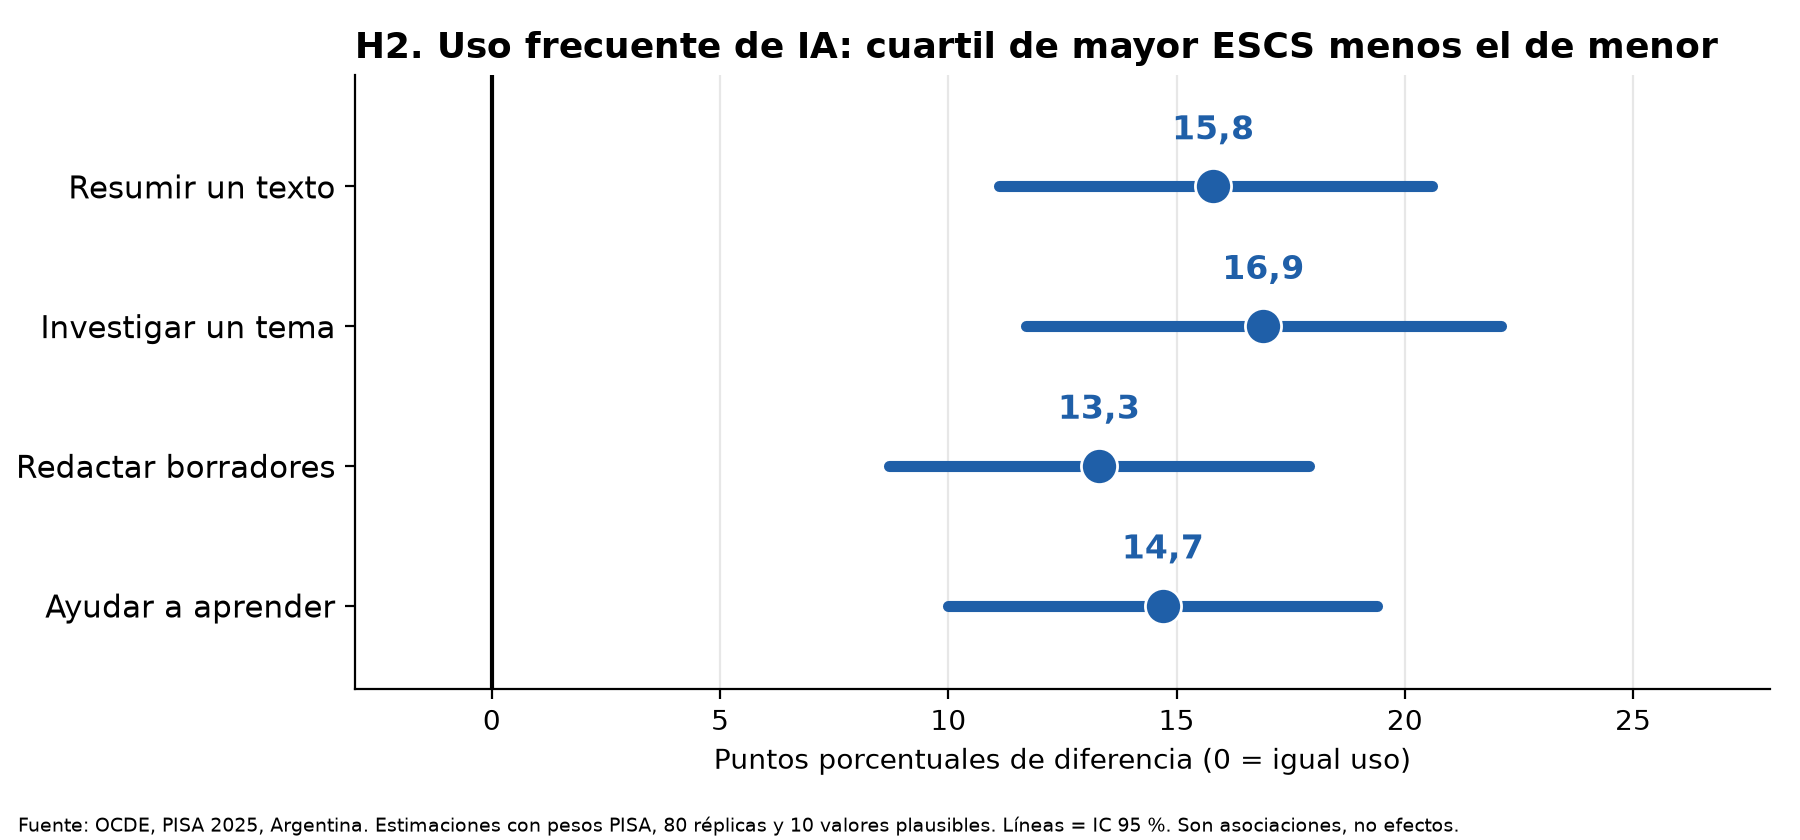 H2. Uso frecuente de IA: cuartil de mayor ESCS menos el de menor
Resumir un texto
15,8
Investigar un tema
16,9
Redactar borradores
13,3
Ayudar a aprender
14,7
0 5 10 15 20 25
Puntos porcentuales de diferencia (0 = igual uso)
Fuente: OCDE, PISA 2025, Argentina. Estimaciones con pesos PISA, 80 réplicas y 10 valores plausibles. Líneas = IC 95 %. Son asociaciones, no efectos.